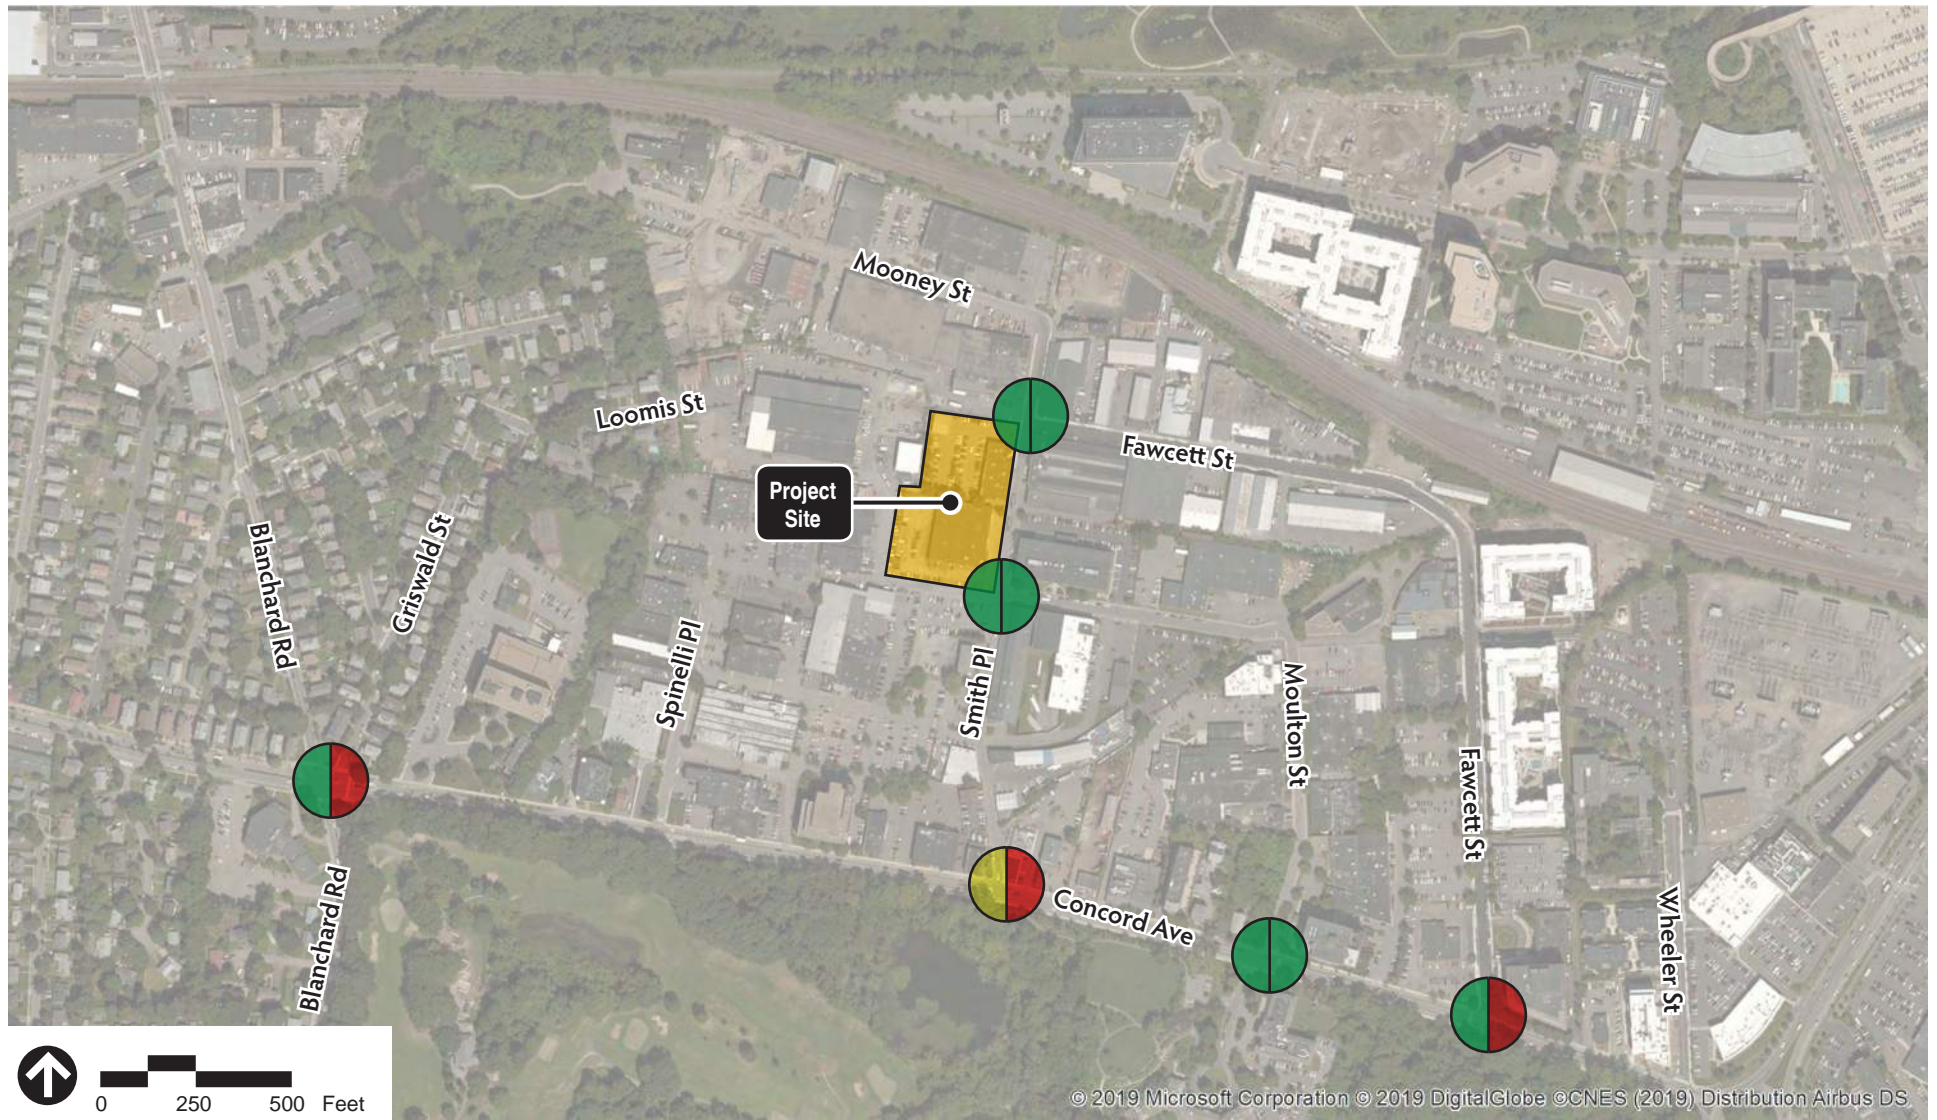 Mooney St
Loomis St
Fawcett St
Project
Site
Blanchard Rd
Griswald St
Spinelli Pl
Smith Pl
Moulton St
Fawcett St
Blanchard Rd
Concord Ave
Wheeler St
0 250 500 Feet
© 2019 Microsoft Corporation © 2019 DigitalGlobe ©CNES (2019) Distribution Airbus DS